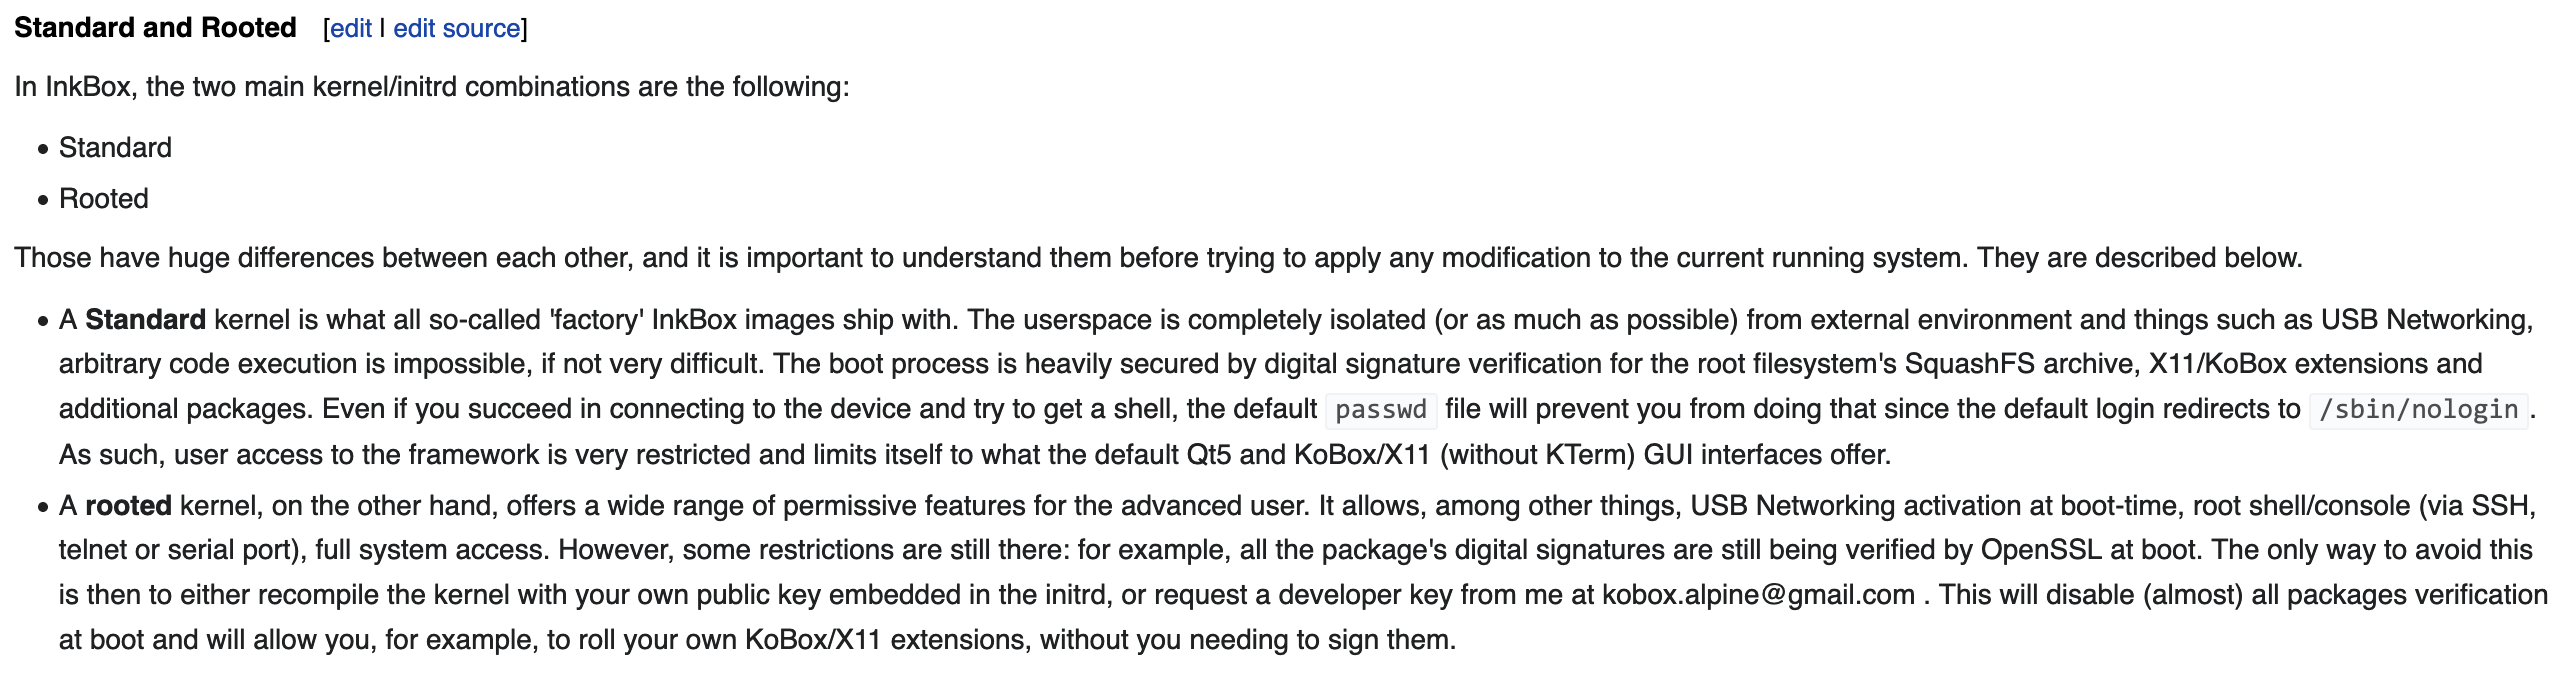 Standard and Rooted [edit | edit source]
In InkBox, the two main kernel/initrd combinations are the following:
• Standard
• Rooted
Those have huge differences between each other, and it is important to understand them before trying to apply any modification to the current running system. They are described below.
• A Standard kernel is what all so-called 'factory' InkBox images ship with. The userspace is completely isolated (or as much as possible) from external environment and things such as USB Networking,
arbitrary code execution is impossible, if not very difficult. The boot process is heavily secured by digital signature verification for the root filesystem's SquashFS archive, X11/KoBox extensions and
additional packages. Even if you succeed in connecting to the device and try to get a shell, the default passwd file will prevent you from doing that since the default login redirects to /sbin/nologin .
As such, user access to the framework is very restricted and limits itself to what the default Qt5 and KoBox/X11 (without KTerm) GUI interfaces offer.
• A rooted kernel, on the other hand, offers a wide range of permissive features for the advanced user. It allows, among other things, USB Networking activation at boot-time, root shell/console (via SSH,
telnet or serial port), full system access. However, some restrictions are still there: for example, all the package's digital signatures are still being verified by OpenSSL at boot. The only way to avoid this
is then to either recompile the kernel with your own public key embedded in the initrd, or request a developer key from me at kobox.alpine@gmail.com . This will disable (almost) all packages verification
at boot and will allow you, for example, to roll your own KoBox/X11 extensions, without you needing to sign them.